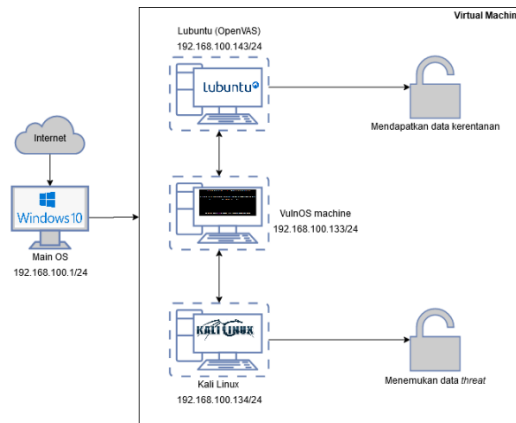 Virtual Machin
Lubuntu (OpenVAS)
192.168.100.143/24
Lubuntu
Mendapatkan data kerentanan
Internet
Windows 10
Main OS
192.168.100.1/24
VulnOS machine
192.168.100.133/24
KALI LINUX
Kali Linux
192.168.100.134/24
Menemukan data threat